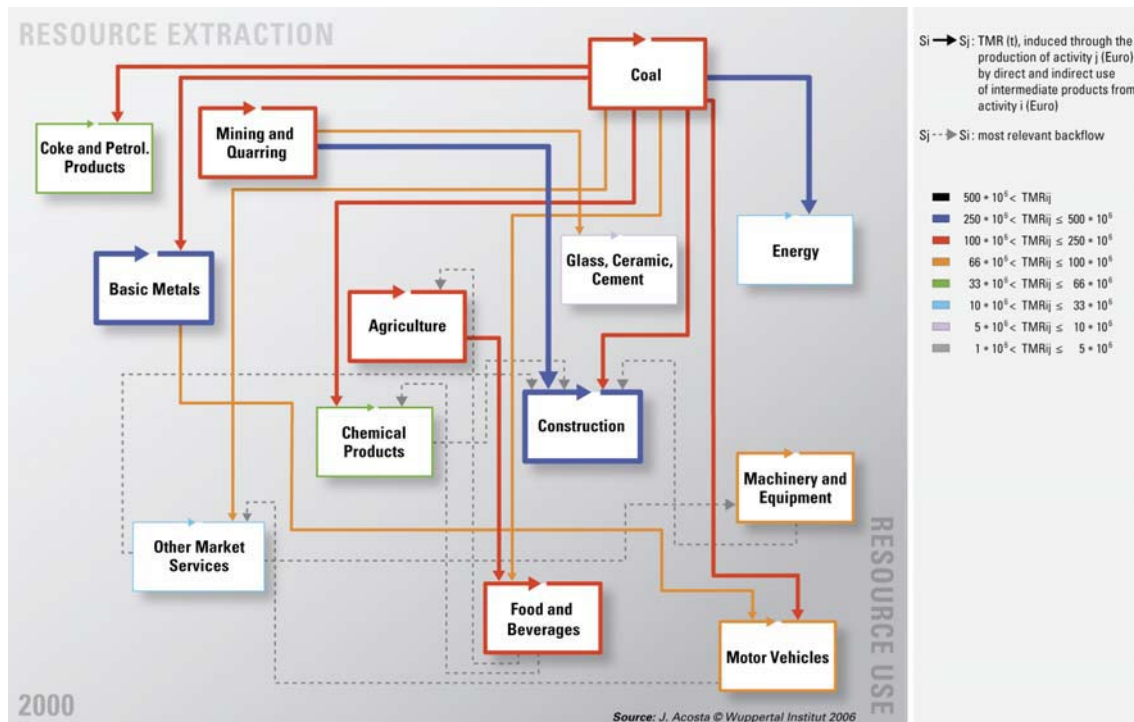 RESOURCE EXTRACTION
Coal
Mining and
Quarring
Coke and Petrol.
Products
Glass, Ceramic,
Cement
Energy
Basic Metals
Agriculture
Chemical
Products
Construction
Machinery and
Equipment
Other Market
Services
Food and
Beverages
Motor Vehicles
RESOURCE USE
2000
Source: J. Acosta © Wuppertal Institut 2006
Si → Sj: TMR (t), induced through the
production of activity j (Euro)
by direct and indirect use
of intermediate products from
activity i (Euro)
Sj ---> Si: most relevant backflow
500 * 10⁶ < TMRij
250 * 10⁶ < TMRij ≤ 500 * 10⁶
100 * 10⁶ < TMRij ≤ 250 * 10⁶
66 * 10⁶ < TMRij ≤ 100 * 10⁶
33 * 10⁶ < TMRij ≤ 66 * 10⁶
10 * 10⁶ < TMRij ≤ 33 * 10⁶
5 * 10⁶ < TMRij ≤ 10 * 10⁶
1 * 10⁶ < TMRij ≤ 5 * 10⁶